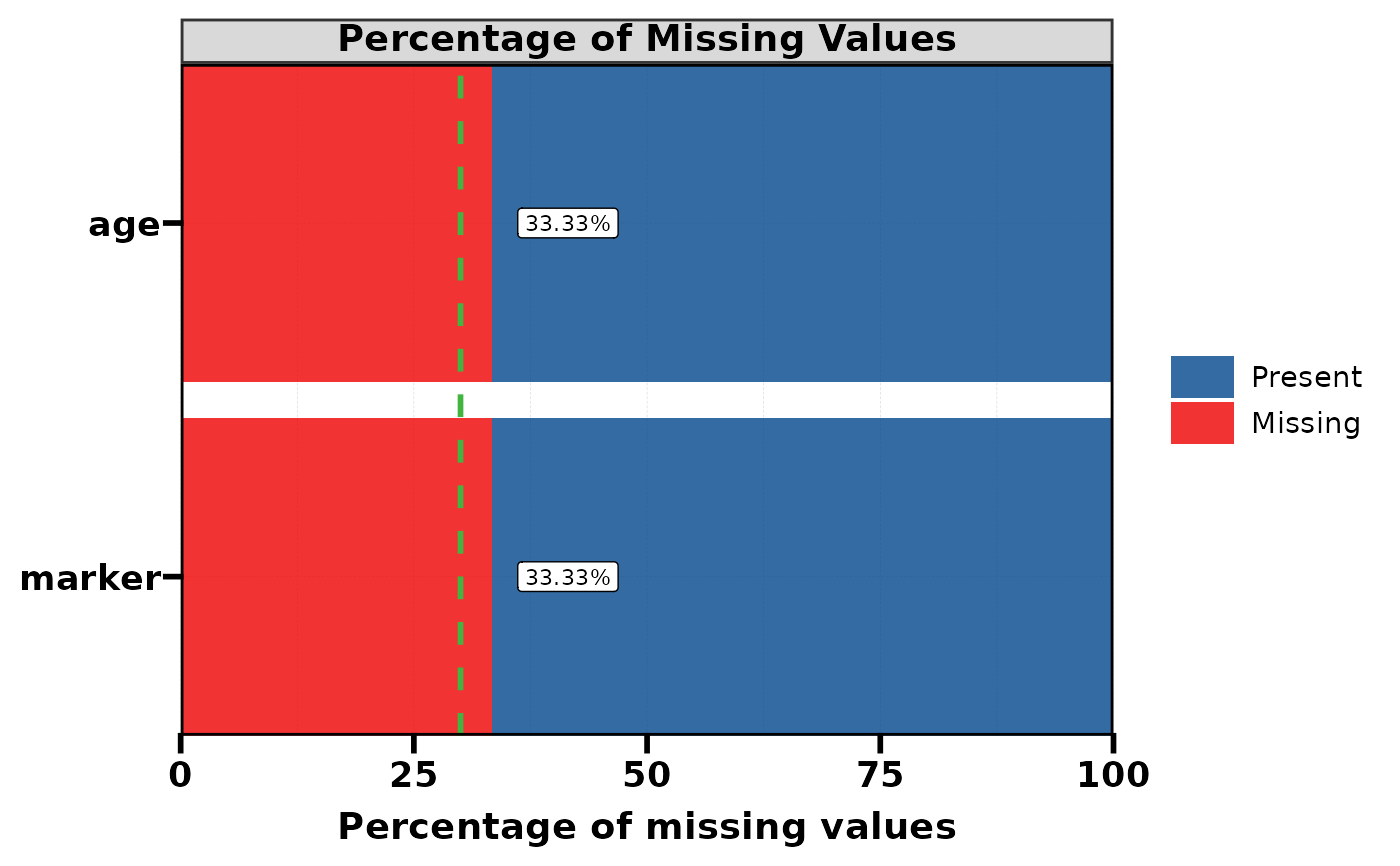 Percentage of Missing Values
age
33.33%
Present
Missing
marker
33.33%
0 25 50 75 100
Percentage of missing values